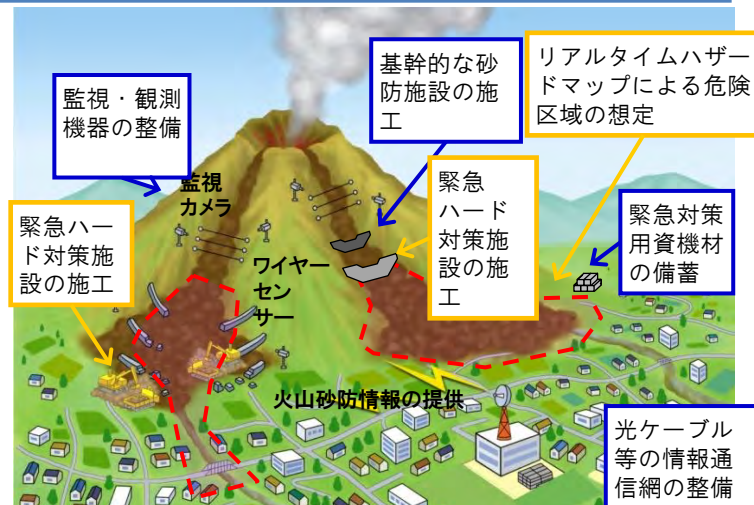 監視・観測
機器の整備
基幹的な砂
防施設の施
工
リアルタイムハザー
ドマップによる危険
区域の想定
監視
カメラ
緊急
ハード
対策施
設の施
工
緊急対策
用資機材
の備蓄
緊急ハー
ド対策施
設の施工
ワイヤー
セン
サー
火山砂防情報の提供
光ケーブル
等の情報通
信網の整備